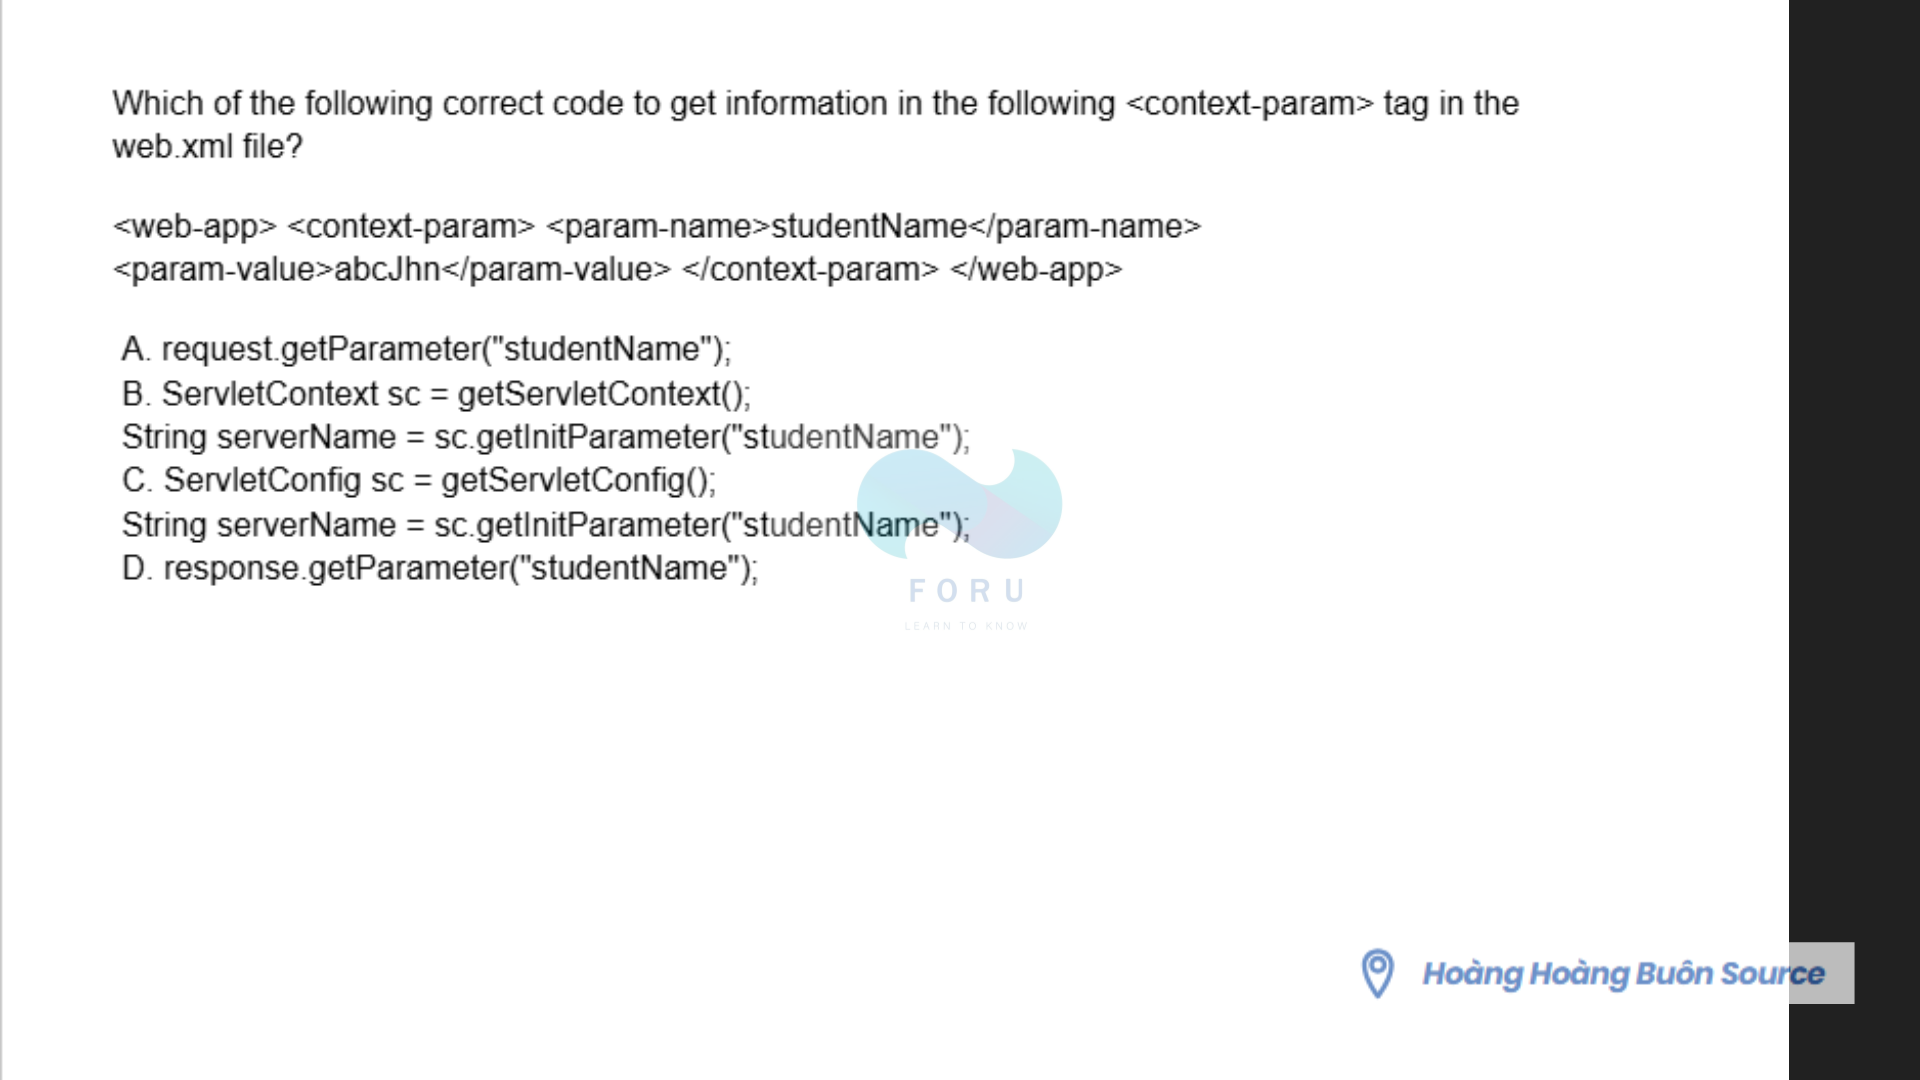 Which of the following correct code to get information in the following <context-param> tag in the
web.xml file?
<web-app> <context-param> <param-name>studentName</param-name>
<param-value>abcJhn</param-value> </context-param> </web-app>
A. request.getParameter("studentName");
B. ServletContext sc = getServletContext();
String serverName = sc.getInitParameter("studentName");
C. ServletConfig sc = getServletConfig();
String serverName = sc.getInitParameter("studentName");
D. response.getParameter("studentName");
FORU
LEARN TO KNOW
Hoàng Hoàng Buôn Source